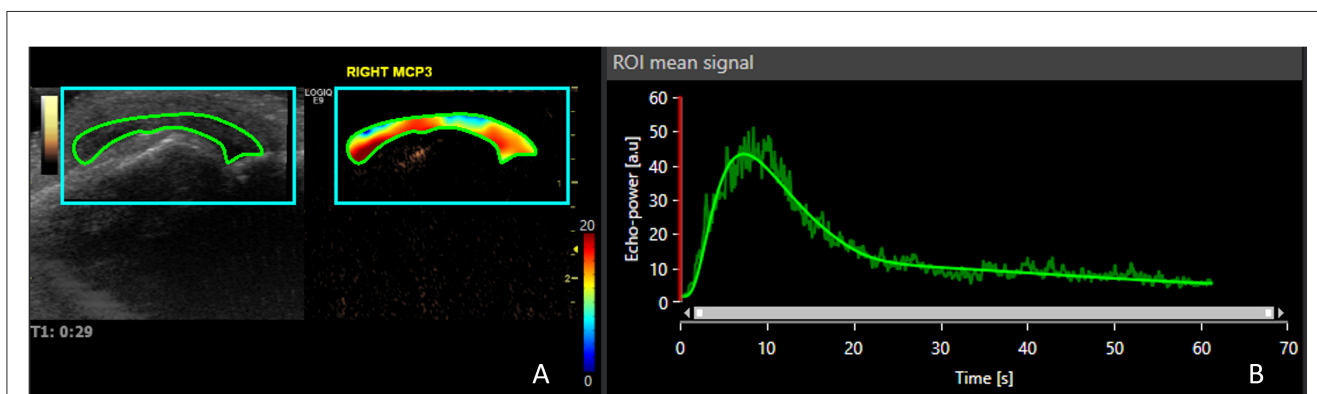 RIGHT MCP3
LOGIQ
E9
1
20
2
0
T1: 0:29
A
ROI mean signal
60
50
40
30
20
10
0
Echo-power [a.u]
0 10 20 30 40 50 60 70
Time [s]
B